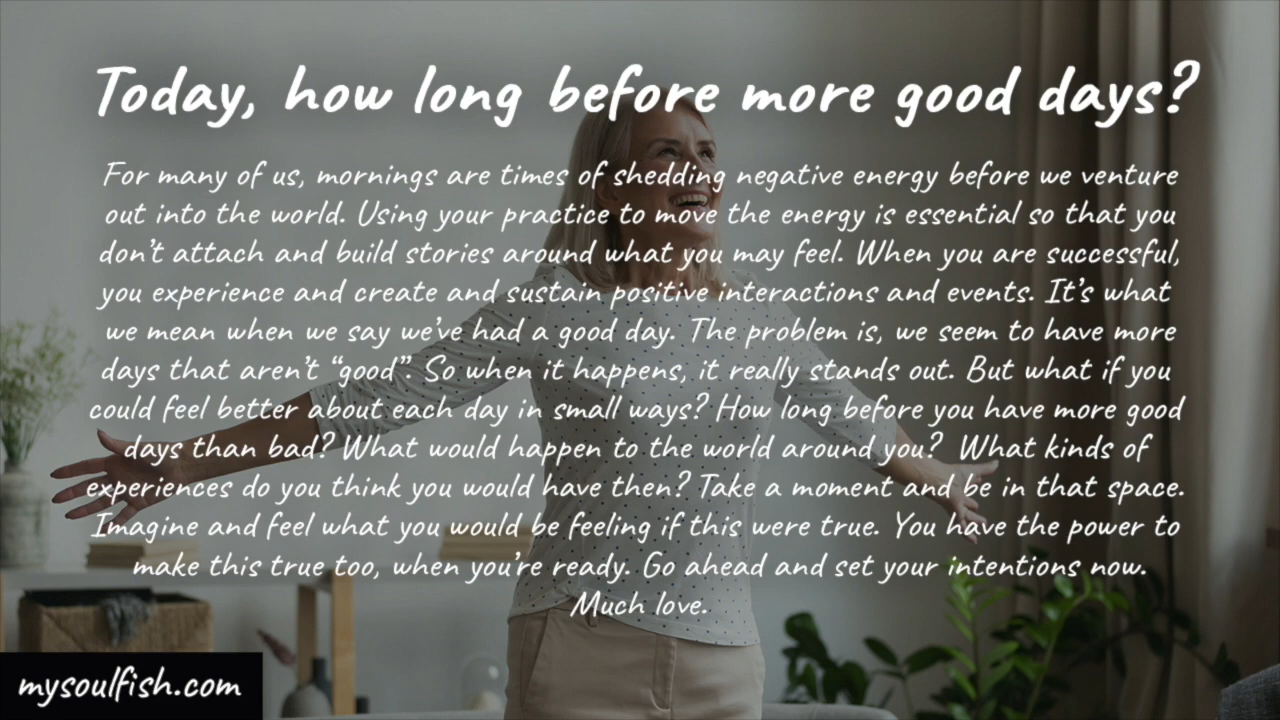 Today, how long before more good days?
For many of us, mornings are times of shedding negative energy before we venture
out into the world. Using your practice to move the energy is essential so that you
don't attach and build stories around what you may feel. When you are successful,
you experience and create and sustain positive interactions and events. It's what
we mean when we say we've had a good day. The problem is, we seem to have more
days that aren't "good". So when it happens, it really stands out. But what if you
could feel better about each day in small ways? How long before you have more good
days than bad? What would happen to the world around you? What kinds of
experiences do you think you would have then? Take a moment and be in that space.
Imagine and feel what you would be feeling if this were true. You have the power to
make this true too, when you're ready. Go ahead and set your intentions now.
Much love.
mysoulfish.com